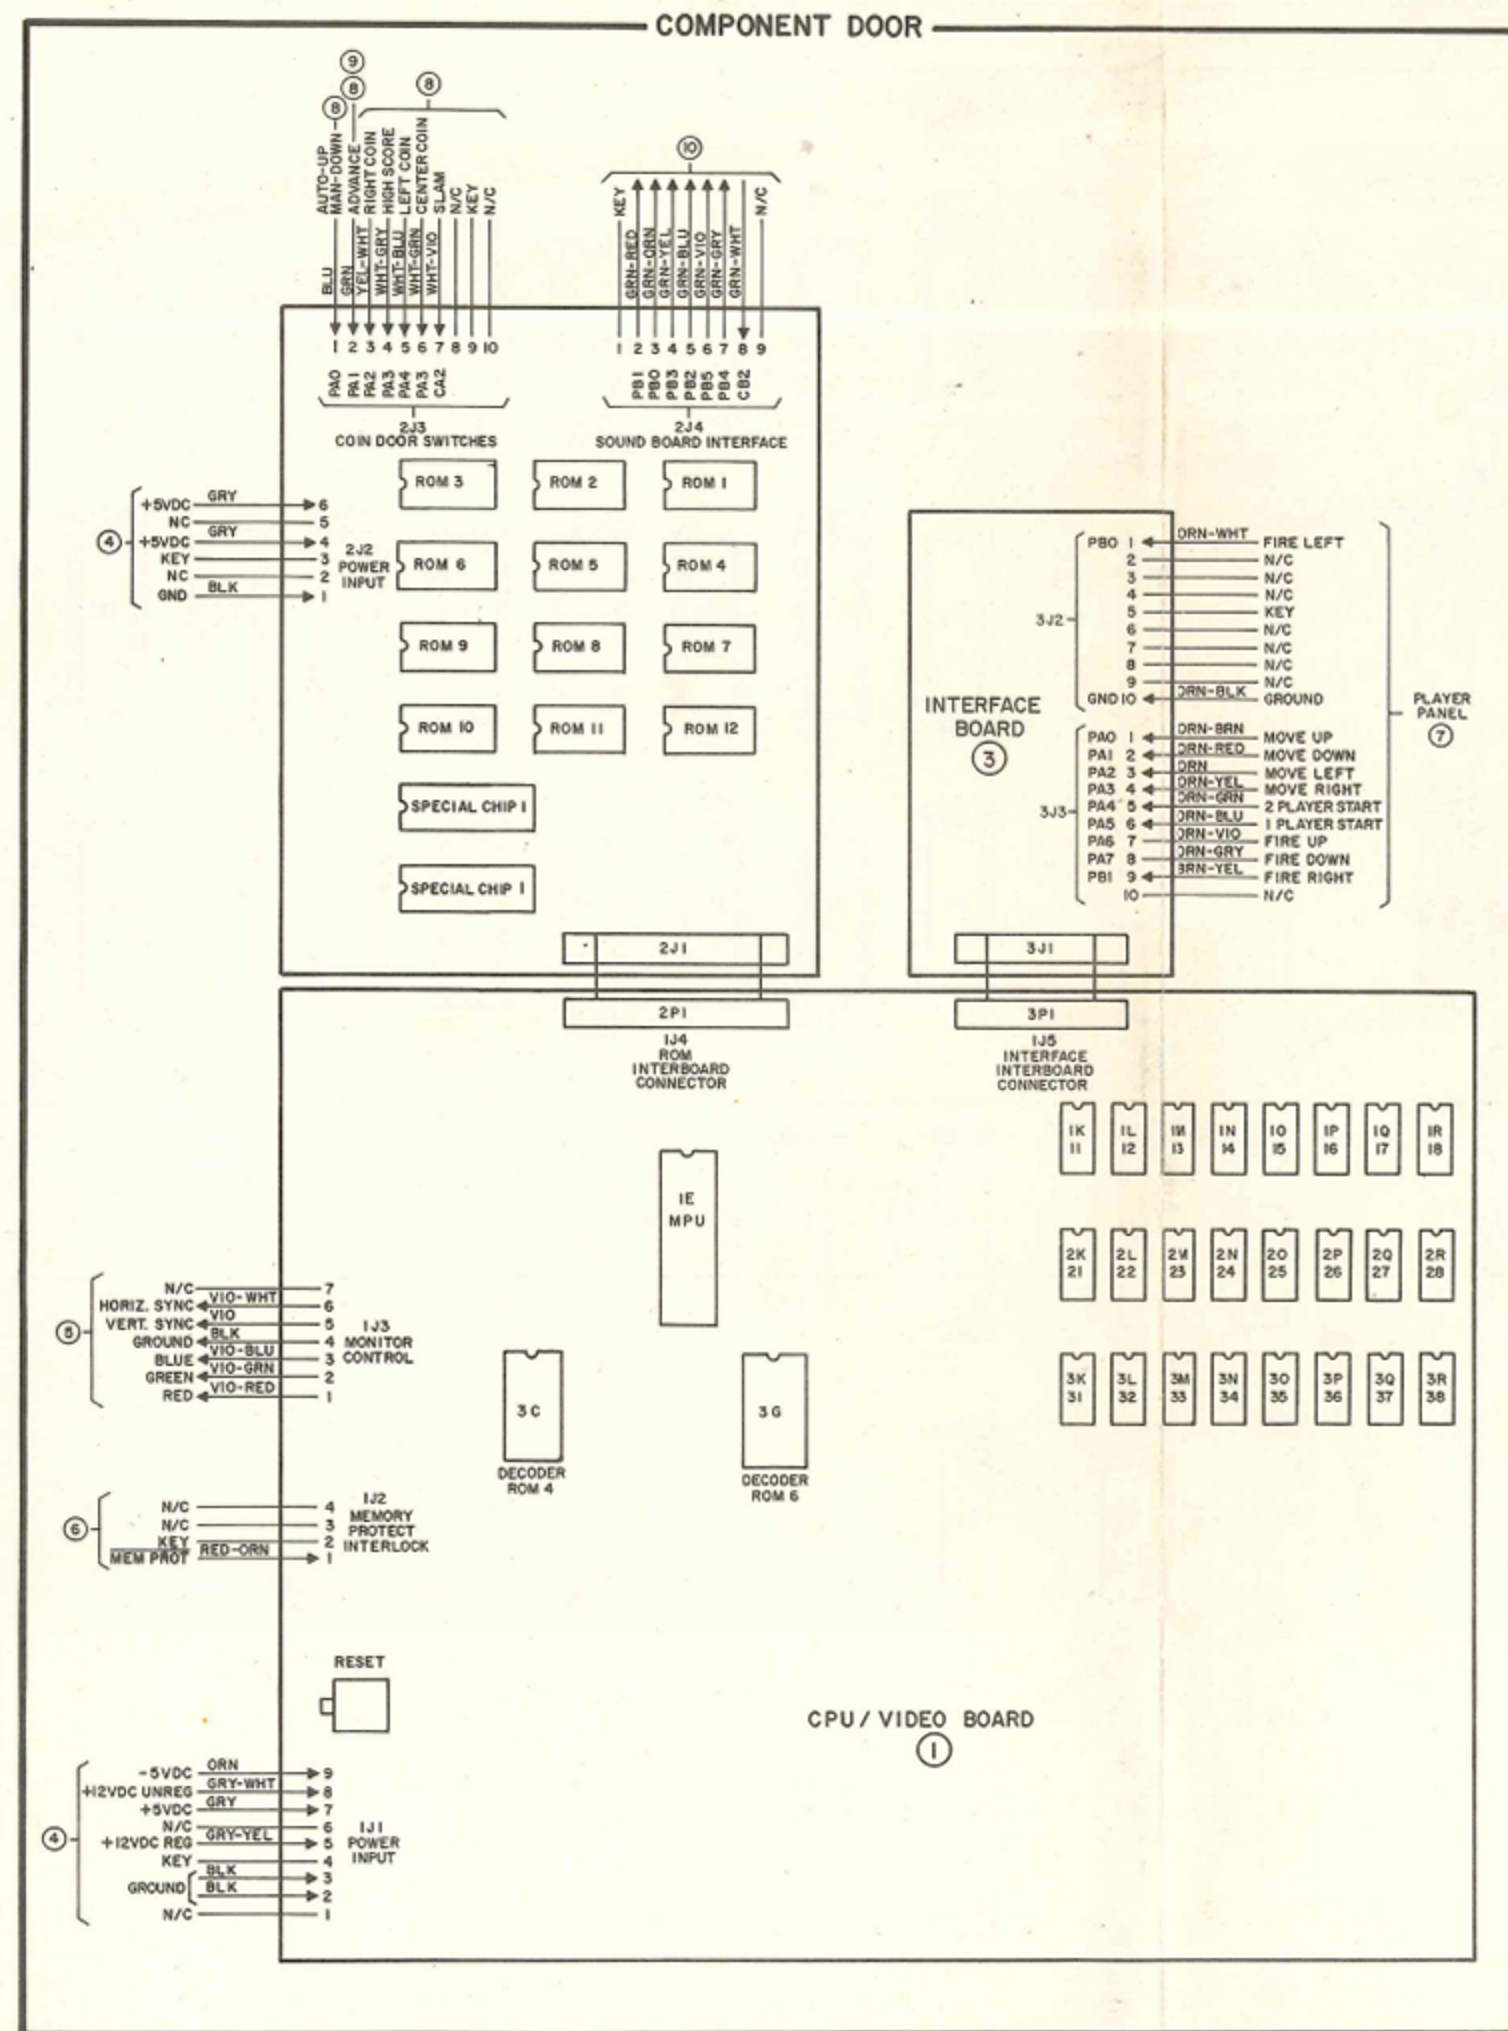 COMPONENT DOOR
9
8
8
8
AUTO-UP
MAN-DOWN
ADVANCE
RIGHT COIN
HIGH SCORE
LEFT COIN
CENTER COIN
SLAM
N/C
KEY
N/C
BLU
GRN
YEL-WHT
WHT-GRY
WHT-BLU
WHT-GRN
WHT-VIO
1 2 3 4 5 6 7 8 9 10
PA0
PA1
PA2
PA3
PA4
PA3
CA2
2J3
COIN DOOR SWITCHES
10
KEY
GRN-RED
GRN-ORN
GRN-YEL
GRN-BLU
GRN-VIO
GRN-GRY
GRN-WHT
N/C
1 2 3 4 5 6 7 8 9
PB1
PB0
PB3
PB2
PB5
PB4
CB2
2J4
SOUND BOARD INTERFACE
ROM 3 ROM 2 ROM 1
ROM 6 ROM 5 ROM 4
ROM 9 ROM 8 ROM 7
ROM 10 ROM 11 ROM 12
SPECIAL CHIP 1
SPECIAL CHIP 1
4
+5VDC GRY 6
NC 5
+5VDC GRY 4
KEY 3
NC 2
GND BLK 1
2J2
POWER
INPUT
2J1
2P1
1J4
ROM
INTERBOARD
CONNECTOR
INTERFACE
BOARD
3
3J2
PB0 1 ORN-WHT FIRE LEFT
2 N/C
3 N/C
4 N/C
5 KEY
6 N/C
7 N/C
8 N/C
9 N/C
GND 10 ORN-BLK GROUND
3J3
PA0 1 ORN-BRN MOVE UP
PA1 2 ORN-RED MOVE DOWN
PA2 3 ORN MOVE LEFT
PA3 4 ORN-YEL MOVE RIGHT
PA4 5 ORN-GRN 2 PLAYER START
PA5 6 ORN-BLU 1 PLAYER START
PA6 7 ORN-VIO FIRE UP
PA7 8 ORN-GRY FIRE DOWN
PB1 9 BRN-YEL FIRE RIGHT
10 N/C
PLAYER
PANEL
7
3J1
3P1
1J5
INTERFACE
INTERBOARD
CONNECTOR
1K 1L 1M 1N 1O 1P 1Q 1R
11 12 13 14 15 16 17 18
2K 2L 2M 2N 2O 2P 2Q 2R
21 22 23 24 25 26 27 28
3K 3L 3M 3N 3O 3P 3Q 3R
31 32 33 34 35 36 37 38
1E
MPU
3C
DECODER
ROM 4
3G
DECODER
ROM 6
5
N/C 7
HORIZ. SYNC VIO-WHT 6
VERT. SYNC VIO 5
GROUND BLK 4
BLUE VIO-BLU 3
GREEN VIO-GRN 2
RED VIO-RED 1
1J3
MONITOR
CONTROL
6
N/C 4
N/C 3
KEY 2
MEM PROT RED-ORN 1
1J2
MEMORY
PROTECT
INTERLOCK
RESET
CPU / VIDEO BOARD
1
4
-5VDC ORN 9
+12VDC UNREG GRY-WHT 8
+5VDC GRY 7
N/C 6
+12VDC REG GRY-YEL 5
KEY 4
BLK 3
GROUND
BLK 2
N/C 1
1J1
POWER
INPUT